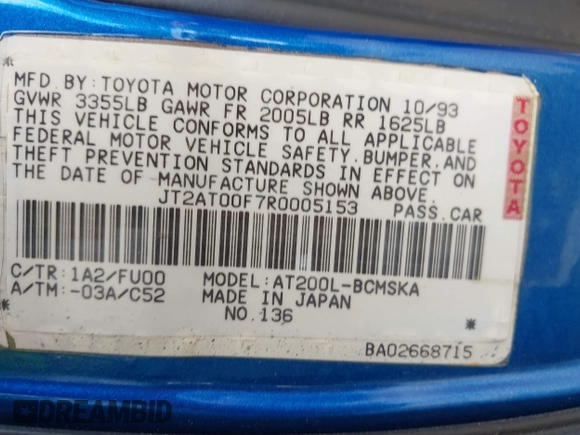 MFD.BY:TOYOTA MOTOR CORPORATION 10/93
GVWR 3355LB GAWR FR 2005LB RR 1625LB
THIS VEHICLE CONFORMS TO ALL APPLICABLE
FEDERAL MOTOR VEHICLE SAFETY,BUMPER,AND
THEFT PREVENTION STANDARDS IN EFFECT ON
THE DATE OF MANUFACTURE SHOWN ABOVE.
JT2AT00F7R0005153 PASS.CAR
TOYOTA
C/TR:1A2/FU00 MODEL:AT200L-BCMSKA
A/TM:-03A/C52 MADE IN JAPAN
NO.136
BA02668715
DREAMBID